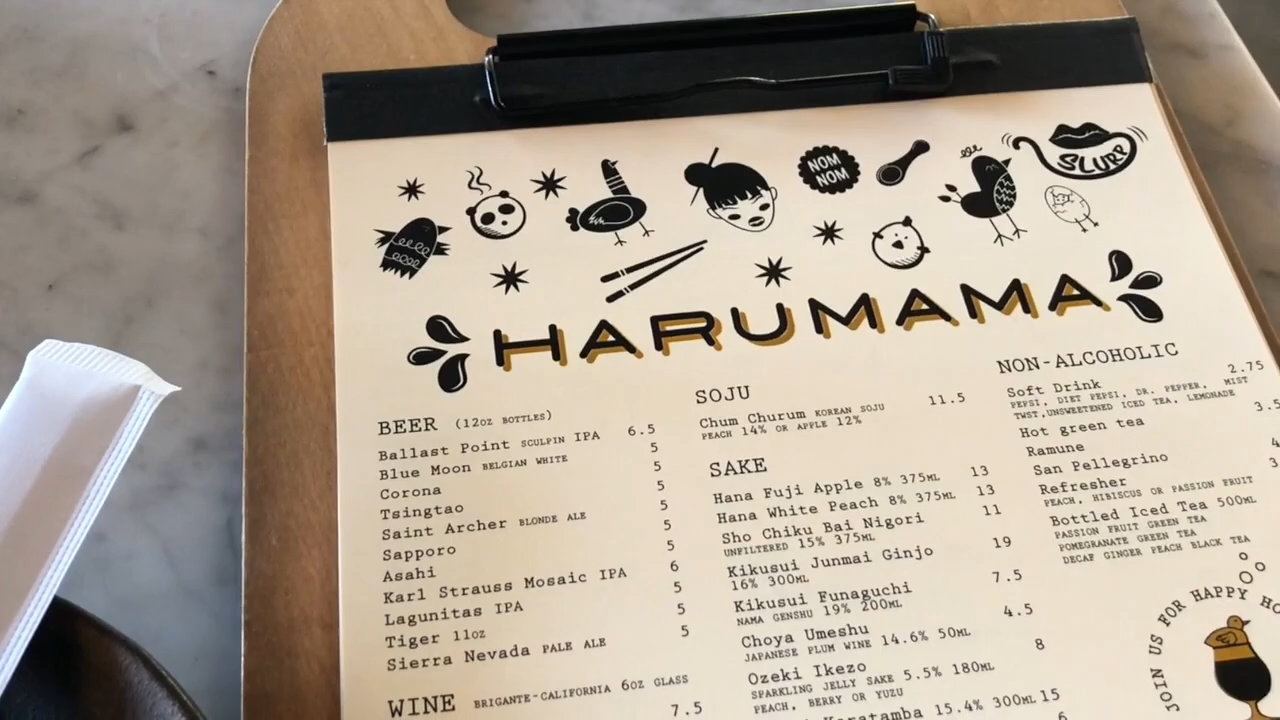 NOM
NOM
SLURP
HARUMAMA
BEER (12oz BOTTLES)
Ballast Point SCULPIN IPA 6.5
Blue Moon BELGIAN WHITE 5
Corona 5
Tsingtao 5
Saint Archer BLONDE ALE 5
Sapporo 5
Asahi 5
Karl Strauss Mosaic IPA 6
Lagunitas IPA 5
Tiger 11oz 5
Sierra Nevada PALE ALE 5
WINE BRIGANTE-CALIFORNIA 6OZ GLASS
7.5
SOJU
Chum Churum KOREAN SOJU 11.5
PEACH 14% OR APPLE 12%
SAKE
Hana Fuji Apple 8% 375ML 13
Hana White Peach 8% 375ML 13
Sho Chiku Bai Nigori 11
UNFILTERED 15% 375ML
Kikusui Junmai Ginjo 19
16% 300ML
Kikusui Funaguchi 7.5
NAMA GENSHU 19% 200ML
Choya Umeshu 4.5
JAPANESE PLUM WINE 14.6% 50ML
Ozeki Ikezo 8
SPARKLING JELLY SAKE 5.5% 180ML
PEACH, BERRY OR YUZU
Karatamba 15.4% 300ML 15
6
NON-ALCOHOLIC
Soft Drink 2.75
PEPSI, DIET PEPSI, DR. PEPPER, MIST
TWST, UNSWEETENED ICED TEA, LEMONADE
Hot green tea 3.5
Ramune
San Pellegrino
Refresher
PEACH, HIBISCUS OR PASSION FRUIT
Bottled Iced Tea 500ML
PASSION FRUIT GREEN TEA
POMEGRANATE GREEN TEA
DECAF GINGER PEACH BLACK TEA
JOIN US FOR HAPPY HO